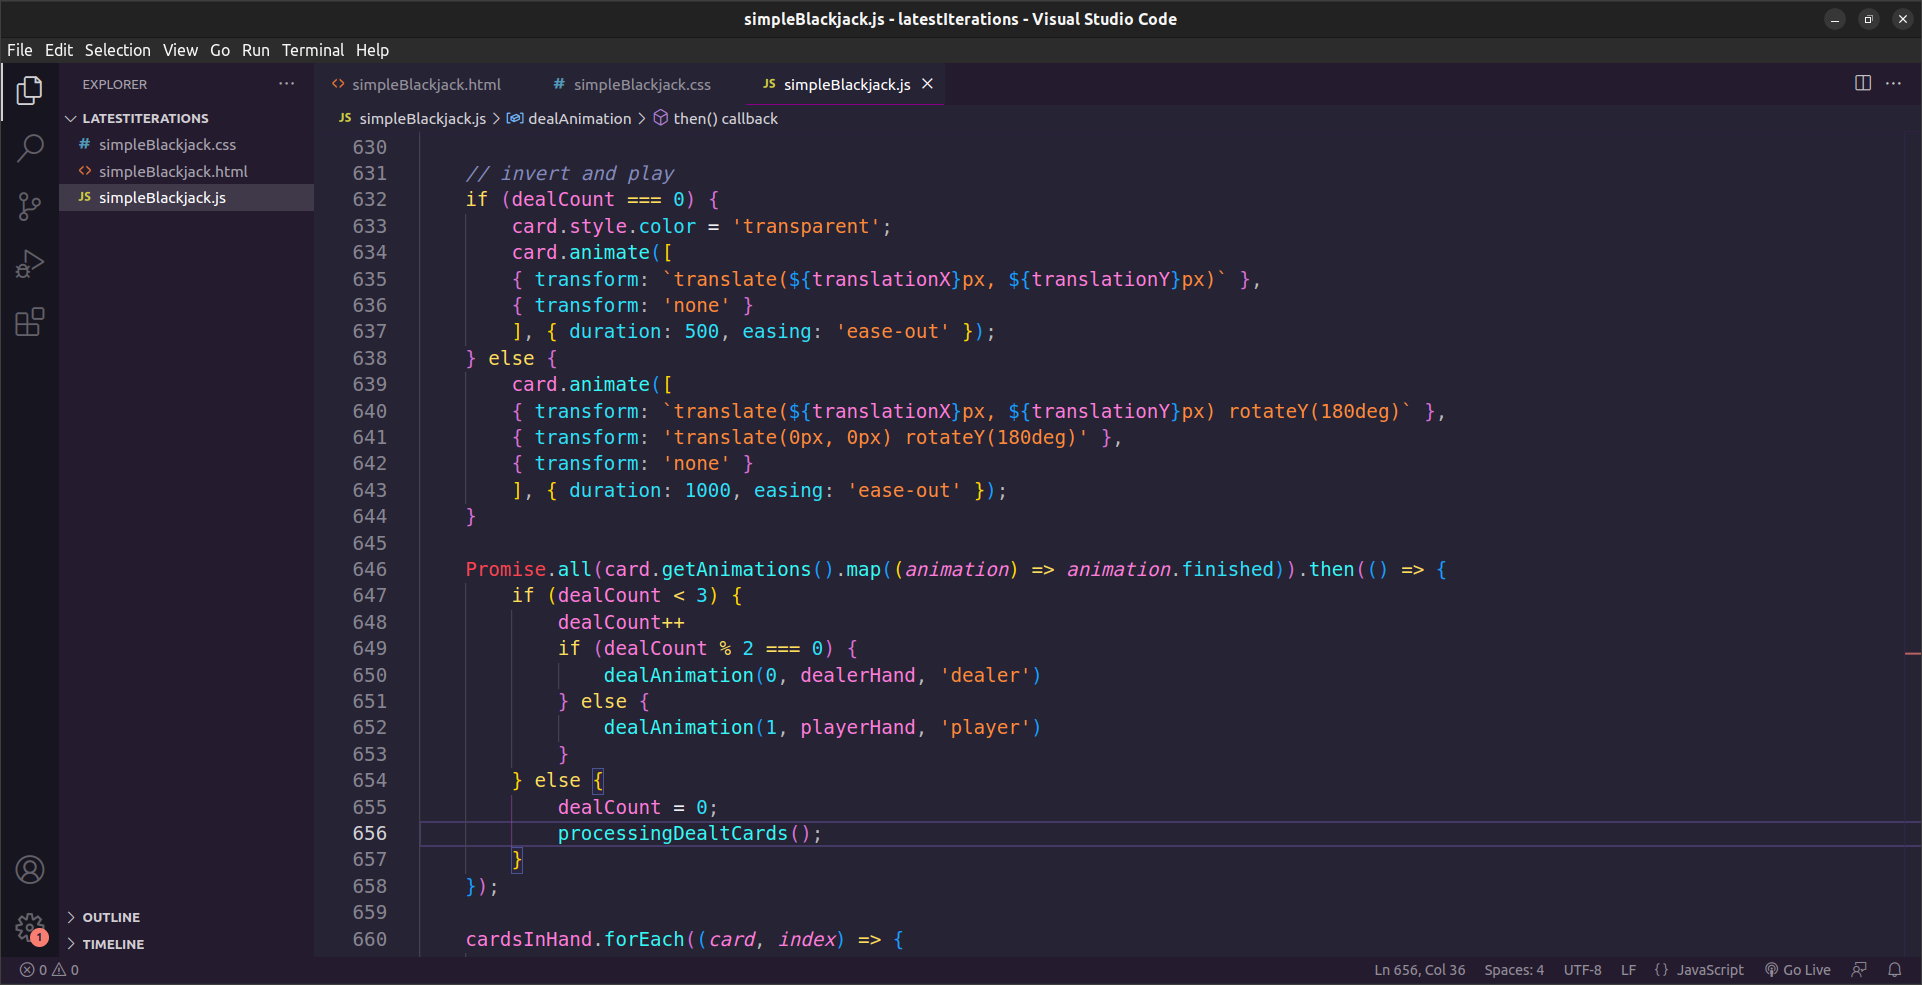 simpleBlackjack.js - latestIterations - Visual Studio Code
File Edit Selection View Go Run Terminal Help
EXPLORER ···
LATESTITERATIONS
# simpleBlackjack.css
<> simpleBlackjack.html
JS simpleBlackjack.js
OUTLINE
TIMELINE
<> simpleBlackjack.html # simpleBlackjack.css JS simpleBlackjack.js
JS simpleBlackjack.js > dealAnimation > then() callback
630
631 // invert and play
632 if (dealCount === 0) {
633 card.style.color = 'transparent';
634 card.animate([
635 { transform: `translate(${translationX}px, ${translationY}px)` },
636 { transform: 'none' }
637 ], { duration: 500, easing: 'ease-out' });
638 } else {
639 card.animate([
640 { transform: `translate(${translationX}px, ${translationY}px) rotateY(180deg)` },
641 { transform: 'translate(0px, 0px) rotateY(180deg)' },
642 { transform: 'none' }
643 ], { duration: 1000, easing: 'ease-out' });
644 }
645
646 Promise.all(card.getAnimations().map((animation) => animation.finished)).then(() => {
647 if (dealCount < 3) {
648 dealCount++
649 if (dealCount % 2 === 0) {
650 dealAnimation(0, dealerHand, 'dealer')
651 } else {
652 dealAnimation(1, playerHand, 'player')
653 }
654 } else {
655 dealCount = 0;
656 processingDealtCards();
657 }
658 });
659
660 cardsInHand.forEach((card, index) => {
1
0 0 Ln 656, Col 36 Spaces: 4 UTF-8 LF {} JavaScript Go Live